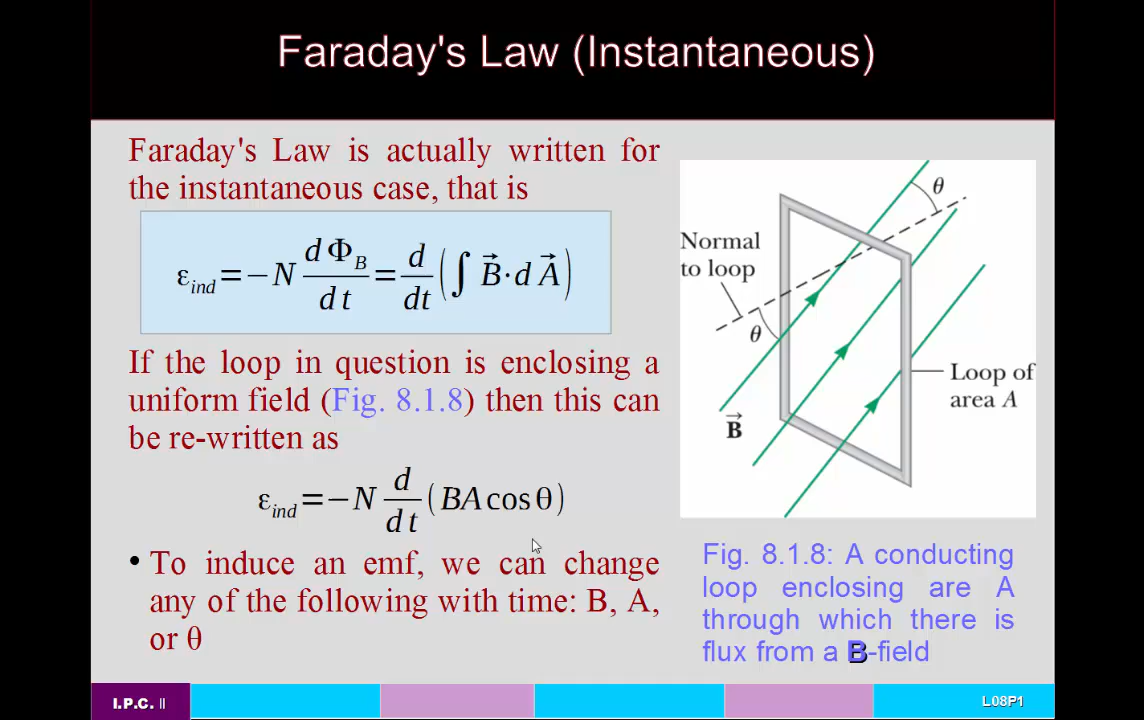 Faraday's Law (Instantaneous)
Faraday's Law is actually written for
the instantaneous case, that is
ε_ind = −N dΦ_B/dt = d/dt (∫ B⃗·d A⃗)
If the loop in question is enclosing a
uniform field (Fig. 8.1.8) then this can
be re-written as
ε_ind = −N d/dt (BA cos θ)
• To induce an emf, we can change
any of the following with time: B, A,
or θ
θ
Normal
to loop
θ
Loop of
area A
B⃗
Fig. 8.1.8: A conducting
loop enclosing are A
through which there is
flux from a B-field
I.P.C. II
L08P1